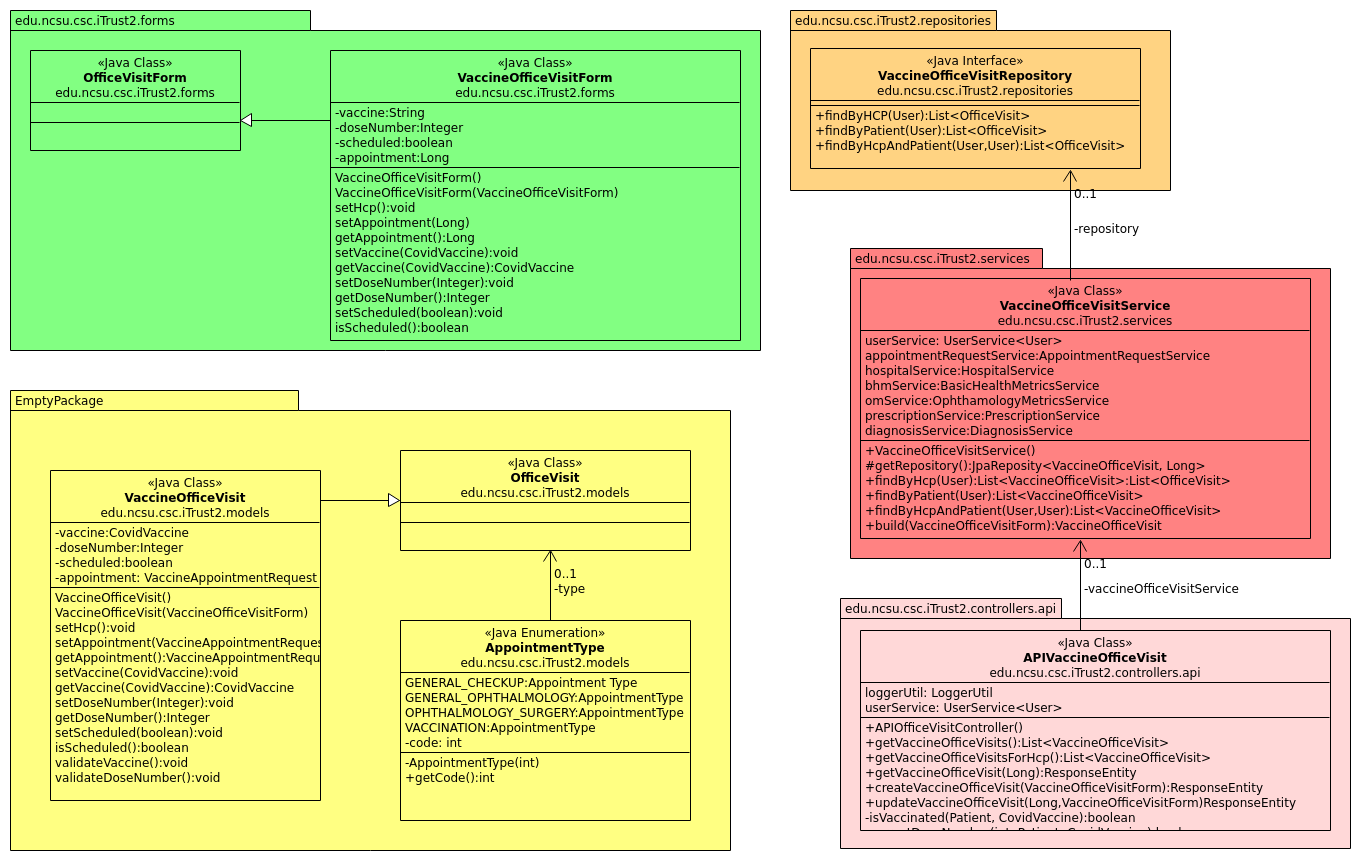 edu.ncsu.csc.iTrust2.forms
«Java Class»
OfficeVisitForm
edu.ncsu.csc.iTrust2.forms
«Java Class»
VaccineOfficeVisitForm
edu.ncsu.csc.iTrust2.forms
-vaccine:String
-doseNumber:Integer
-scheduled:boolean
-appointment:Long
VaccineOfficeVisitForm()
VaccineOfficeVisitForm(VaccineOfficeVisitForm)
setHcp():void
setAppointment(Long)
getAppointment():Long
setVaccine(CovidVaccine):void
getVaccine(CovidVaccine):CovidVaccine
setDoseNumber(Integer):void
getDoseNumber():Integer
setScheduled(boolean):void
isScheduled():boolean
EmptyPackage
«Java Class»
VaccineOfficeVisit
edu.ncsu.csc.iTrust2.models
-vaccine:CovidVaccine
-doseNumber:Integer
-scheduled:boolean
-appointment: VaccineAppointmentRequest
VaccineOfficeVisit()
VaccineOfficeVisit(VaccineOfficeVisitForm)
setHcp():void
setAppointment(VaccineAppointmentReques
getAppointment():VaccineAppointmentRequ
setVaccine(CovidVaccine):void
getVaccine(CovidVaccine):CovidVaccine
setDoseNumber(Integer):void
getDoseNumber():Integer
setScheduled(boolean):void
isScheduled():boolean
validateVaccine():void
validateDoseNumber():void
«Java Class»
OfficeVisit
edu.ncsu.csc.iTrust2.models
0..1
-type
«Java Enumeration»
AppointmentType
edu.ncsu.csc.iTrust2.models
GENERAL_CHECKUP:Appointment Type
GENERAL_OPHTHALMOLOGY:AppointmentType
OPHTHALMOLOGY_SURGERY:AppointmentType
VACCINATION:AppointmentType
-code: int
-AppointmentType(int)
+getCode():int
edu.ncsu.csc.iTrust2.repositories
«Java Interface»
VaccineOfficeVisitRepository
edu.ncsu.csc.iTrust2.repositories
+findByHCP(User):List<OfficeVisit>
+findByPatient(User):List<OfficeVisit>
+findByHcpAndPatient(User,User):List<OfficeVisit>
0..1
-repository
edu.ncsu.csc.iTrust2.services
«Java Class»
VaccineOfficeVisitService
edu.ncsu.csc.iTrust2.services
userService: UserService<User>
appointmentRequestService:AppointmentRequestService
hospitalService:HospitalService
bhmService:BasicHealthMetricsService
omService:OphthamologyMetricsService
prescriptionService:PrescriptionService
diagnosisService:DiagnosisService
+VaccineOfficeVisitService()
#getRepository():JpaReposity<VaccineOfficeVisit, Long>
+findByHcp(User):List<VaccineOfficeVisit>:List<OfficeVisit>
+findByPatient(User):List<VaccineOfficeVisit>
+findByHcpAndPatient(User,User):List<VaccineOfficeVisit>
+build(VaccineOfficeVisitForm):VaccineOfficeVisit
0..1
-vaccineOfficeVisitService
edu.ncsu.csc.iTrust2.controllers.api
«Java Class»
APIVaccineOfficeVisit
edu.ncsu.csc.iTrust2.controllers.api
loggerUtil: LoggerUtil
userService: UserService<User>
+APIOfficeVisitController()
+getVaccineOfficeVisits():List<VaccineOfficeVisit>
+getVaccineOfficeVisitsForHcp():List<VaccineOfficeVisit>
+getVaccineOfficeVisit(Long):ResponseEntity
+createVaccineOfficeVisit(VaccineOfficeVisitForm):ResponseEntity
+updateVaccineOfficeVisit(Long,VaccineOfficeVisitForm)ResponseEntity
-isVaccinated(Patient, CovidVaccine):boolean